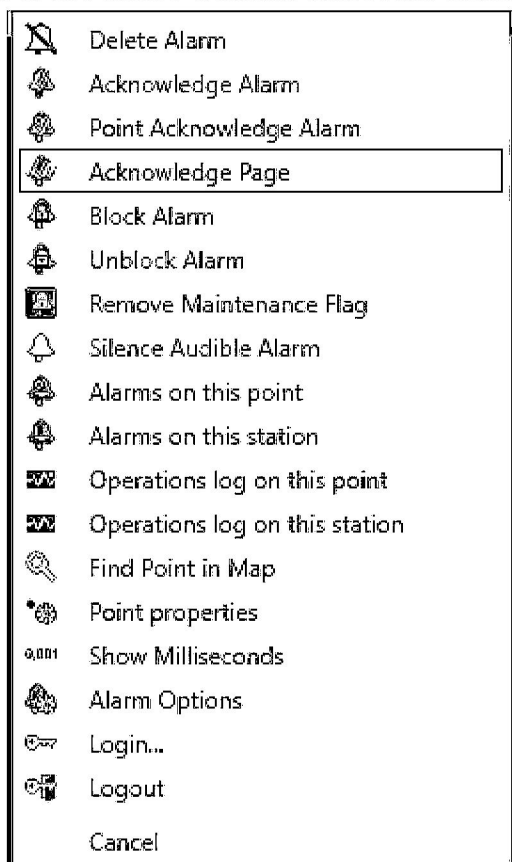 Delete Alarm
Acknowledge Alarm
Point Acknowledge Alarm
Acknowledge Page
Block Alarm
Unblock Alarm
Remove Maintenance Flag
Silence Audible Alarm
Alarms on this point
Alarms on this station
Operations log on this point
Operations log on this station
Find Point in Map
Point properties
0,001 Show Milliseconds
Alarm Options
Login...
Logout
Cancel